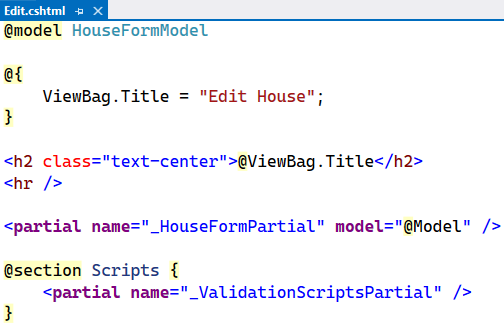 Edit.cshtml
@model HouseFormModel
@{
    ViewBag.Title = "Edit House";
}
<h2 class="text-center">@ViewBag.Title</h2>
<hr />
<partial name="_HouseFormPartial" model="@Model" />
@section Scripts {
    <partial name="_ValidationScriptsPartial" />
}